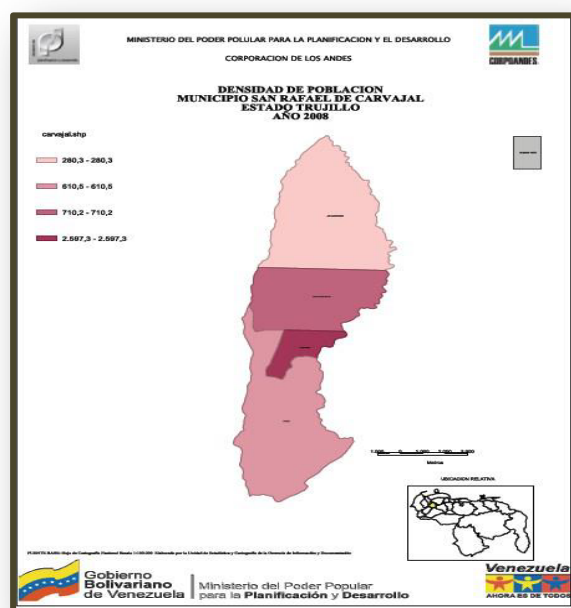 MINISTERIO DEL PODER POLULAR PARA LA PLANIFICACION Y EL DESARROLLO
CORPORACION DE LOS ANDES
CORPOANDES
DENSIDAD DE POBLACION
MUNICIPIO SAN RAFAEL DE CARVAJAL
ESTADO TRUJILLO
AÑO 2008
carvajal.shp
280,3 - 280,3
610,5 - 610,5
710,2 - 710,2
2.597,3 - 2.597,3
Metros
UBICACION RELATIVA
Gobierno
Bolivariano
de Venezuela
Ministerio del Poder Popular
para la Planificación y Desarrollo
Venezuela
AHORA ES DE TODOS